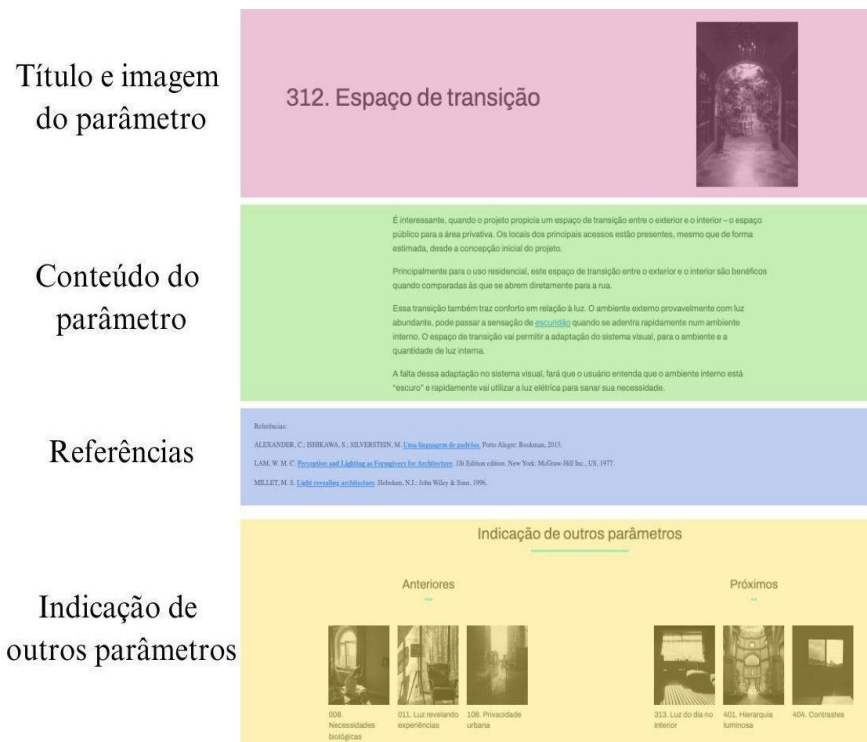 Título e imagem
do parâmetro
312. Espaço de transição
Conteúdo do
parâmetro
É interessante, quando o projeto propicia um espaço de transição entre o exterior e o interior – o espaço
público para a área privativa. Os locais dos principais acessos estão presentes, mesmo que de forma
estimada, desde a concepção inicial do projeto.
Principalmente para o uso residencial, este espaço de transição entre o exterior e o interior são benéficos
quando comparadas às que se abrem diretamente para a rua.
Essa transição também traz conforto em relação à luz. O ambiente externo provavelmente com luz
abundante, pode passar a sensação de escuridão quando se adentra rapidamente num ambiente
interno. O espaço de transição vai permitir a adaptação do sistema visual, para o ambiente e a
quantidade de luz interna.
A falta dessa adaptação no sistema visual, fará que o usuário entenda que o ambiente interno está
“escuro” e rapidamente vai utilizar a luz elétrica para sanar sua necessidade.
Referências
Referências:
ALEXANDER, C.; ISHIKAWA, S.; SILVERSTEIN, M. Uma linguagem de padrões. Porto Alegre: Bookman, 2013.
LAM, W. M. C. Perception and Lighting as Formgivers for Architecture. 1St Edition edition. New York: McGraw-Hill Inc., US, 1977.
MILLET, M. S. Light revealing architecture. Hoboken, N.J.: John Wiley & Sons, 1996.
Indicação de
outros parâmetros
Indicação de outros parâmetros
Anteriores
Próximos
008.
Necessidades
biológicas
011. Luz revelando
experiências
108. Privacidade
urbana
313. Luz do dia no
interior
401. Hierarquia
luminosa
404. Contrastes